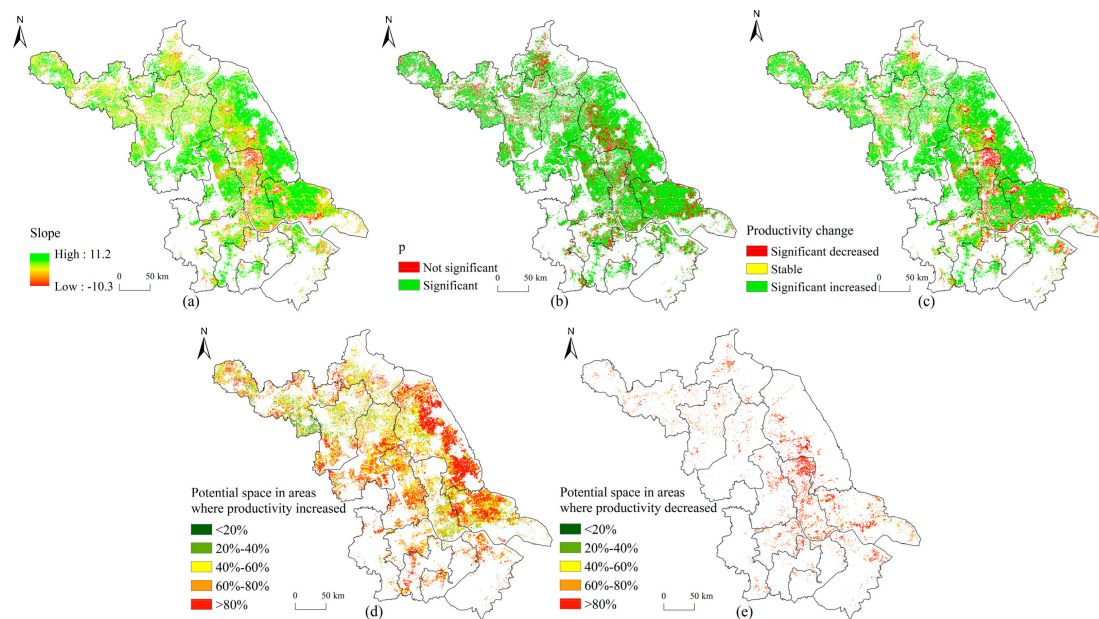 N
Slope
High : 11.2
Low : -10.3
0 50 km
(a)
N
p
Not significant
Significant
0 50 km
(b)
N
Productivity change
Significant decreased
Stable
Significant increased
0 50 km
(c)
N
Potential space in areas
where productivity increased
<20%
20%-40%
40%-60%
60%-80%
>80%
0 50 km
(d)
N
Potential space in areas
where productivity decreased
<20%
20%-40%
40%-60%
60%-80%
>80%
0 50 km
(e)